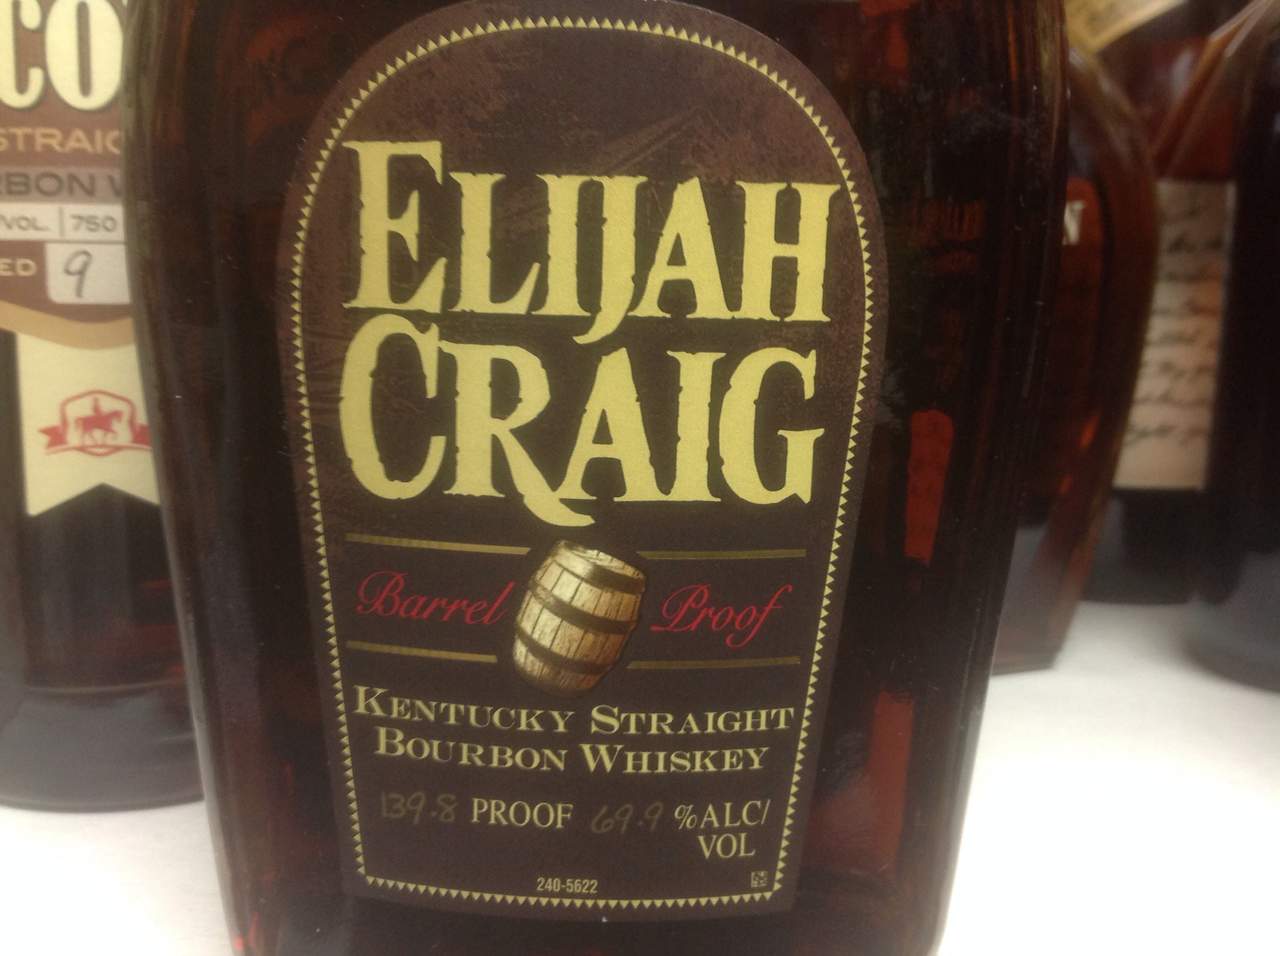 CO
STRAIG
RBON W
VOL. 750
ED 9
ELIJAH
CRAIG
Barrel Proof
KENTUCKY STRAIGHT
BOURBON WHISKEY
139.8 PROOF 69.9 %ALC/
VOL
240-5622
N